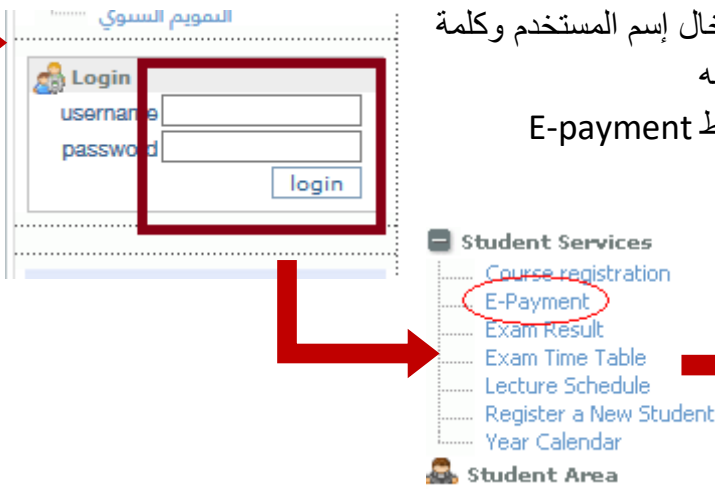 التقويم السنوي
إسم المستخدم وكلمة
E-payment
Login
username
password
login
Student Services
Course registration
E-Payment
Exam Result
Exam Time Table
Lecture Schedule
Register a New Student
Year Calendar
Student Area